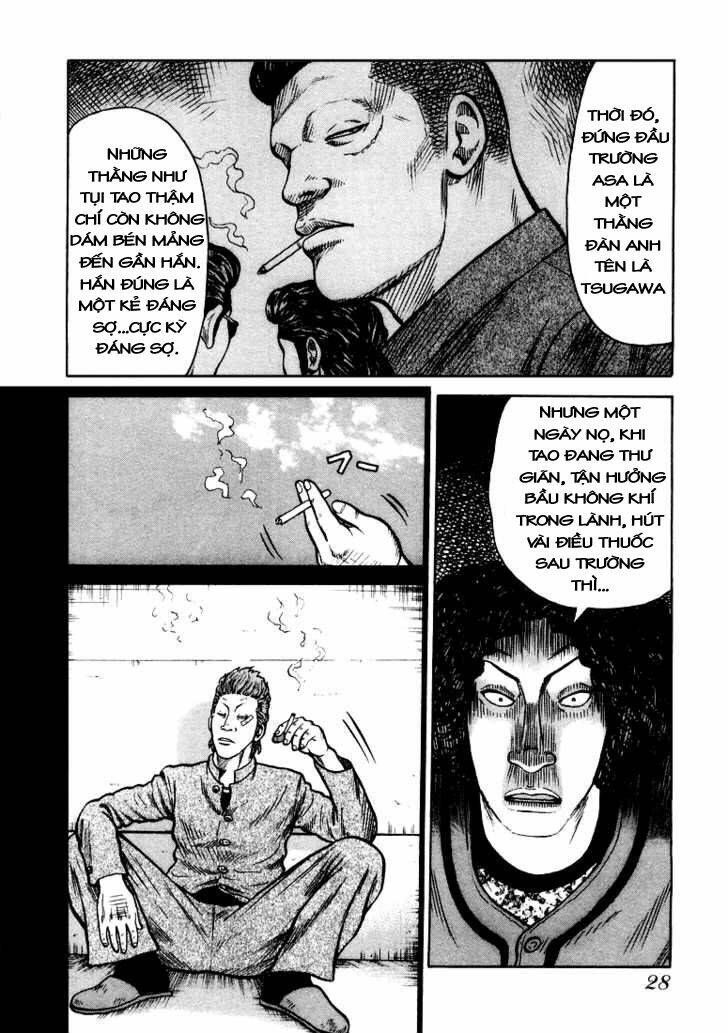 THỜI ĐÓ,
ĐỨNG ĐẦU
TRƯỜNG
ASA LÀ
MỘT
THẰNG
ĐÀN ANH
TÊN LÀ
TSUGAWA
NHỮNG
THẰNG NHƯ
TỤI TAO THẬM
CHÍ CÒN KHÔNG
DÁM BÉN MẢNG
ĐẾN GẦN HẮN.
HẮN ĐÚNG LÀ
MỘT KẺ ĐÁNG
SỢ...CỰC KỲ
ĐÁNG SỢ.
NHƯNG MỘT
NGÀY NỌ, KHI
TAO ĐANG THƯ
GIÃN, TẬN HƯỞNG
BẦU KHÔNG KHÍ
TRONG LÀNH, HÚT
VÀI ĐIỀU THUỐC
SAU TRƯỜNG
THÌ...
フー
28